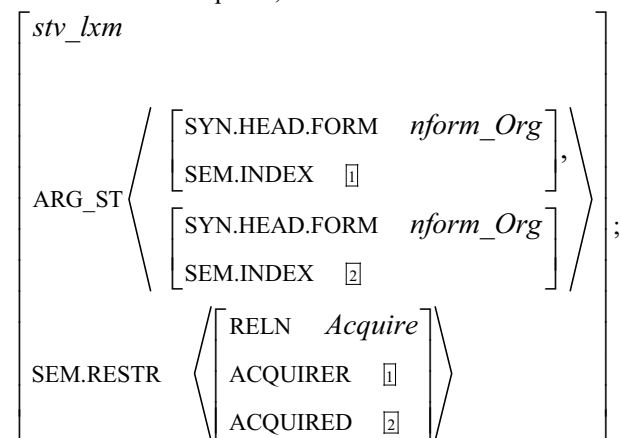 stv_lxm
SYN.HEAD.FORM nform_Org
SEM.INDEX 1
,
ARG_ST
SYN.HEAD.FORM nform_Org
SEM.INDEX 2
;
RELN Acquire
SEM.RESTR ACQUIRER 1
ACQUIRED 2